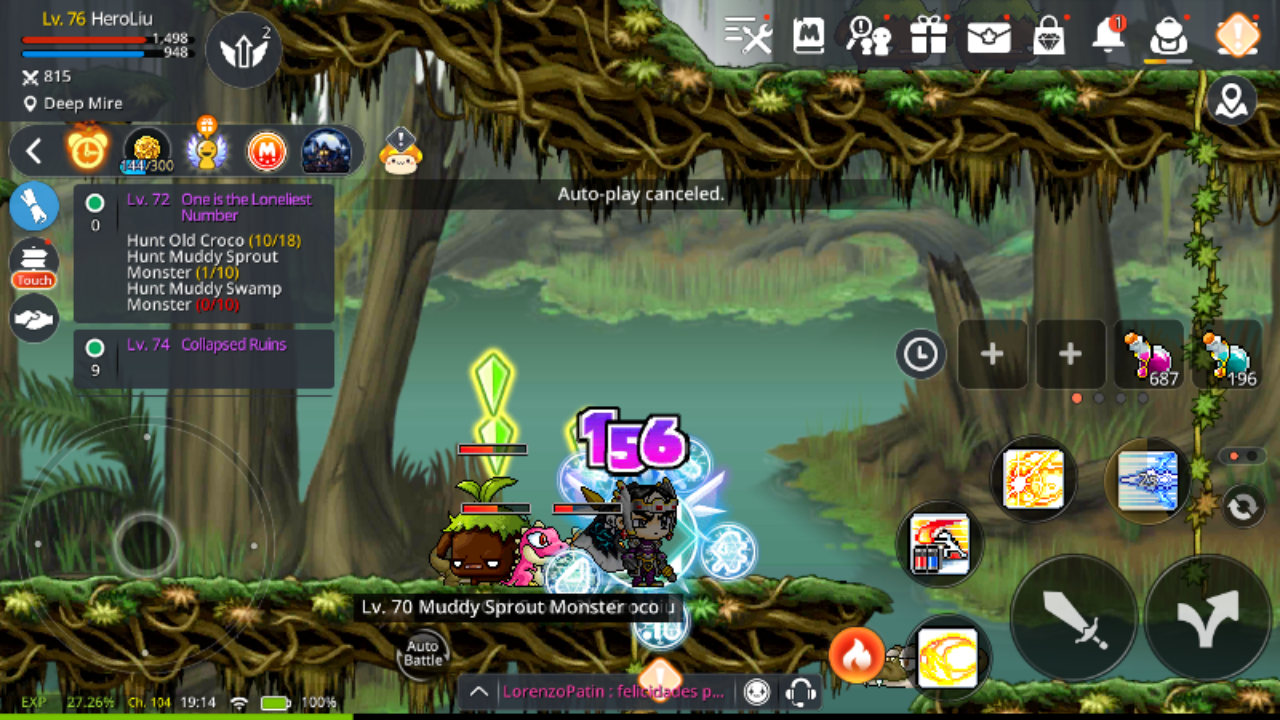 Lv. 76 HeroLiu
2
1,498
948
815
Deep Mire
1
144/300
Auto-play canceled.
Lv. 72 One is the Loneliest
Number
0
Hunt Old Croco (10/18)
Hunt Muddy Sprout
Monster (1/10)
Hunt Muddy Swamp
Monster (0/10)
Touch
Lv. 74 Collapsed Ruins
9
687
196
156
Lv. 70 Muddy Sprout Monster
Auto
Battle
LorenzoPatin : felicidades p...
EXP 27.26% Ch. 104 19:14 100%